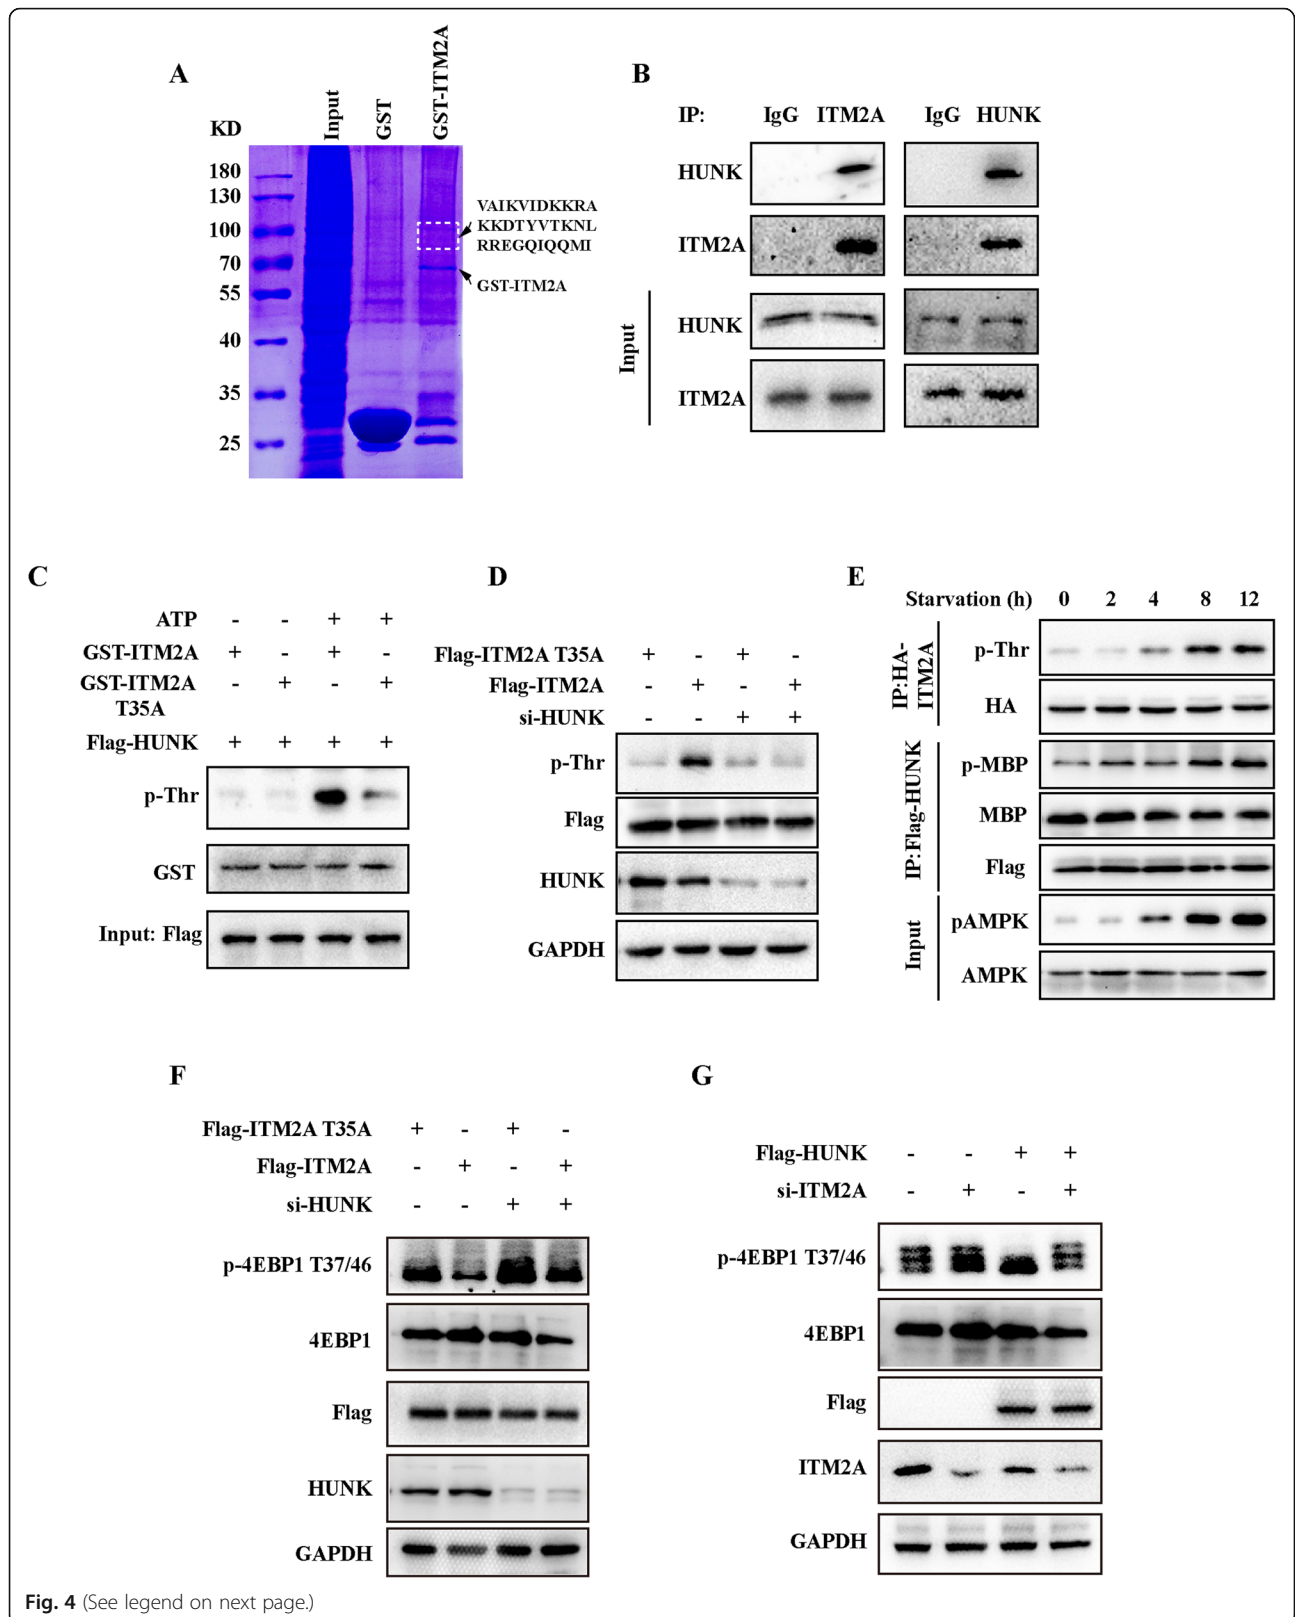 A
KD
Input
GST
GST-ITM2A
180
130
100
70
55
40
35
25
VAIKVIDKKRA
KKDTYVTKNL
RREGQIQQMI
GST-ITM2A
B
IP: IgG ITM2A IgG HUNK
HUNK
ITM2A
Input
HUNK
ITM2A
C
ATP - - + +
GST-ITM2A + - + -
GST-ITM2A T35A - + - +
Flag-HUNK + + + +
p-Thr
GST
Input: Flag
D
Flag-ITM2A T35A + - + -
Flag-ITM2A - + - +
si-HUNK - - + +
p-Thr
Flag
HUNK
GAPDH
E
Starvation (h) 0 2 4 8 12
IP:HA-
ITM2A
p-Thr
HA
IP:Flag-HUNK
p-MBP
MBP
Flag
Input
pAMPK
AMPK
F
Flag-ITM2A T35A + - + -
Flag-ITM2A - + - +
si-HUNK - - + +
p-4EBP1 T37/46
4EBP1
Flag
HUNK
GAPDH
G
Flag-HUNK - - + +
si-ITM2A - + - +
p-4EBP1 T37/46
4EBP1
Flag
ITM2A
GAPDH
Fig. 4 (See legend on next page.)